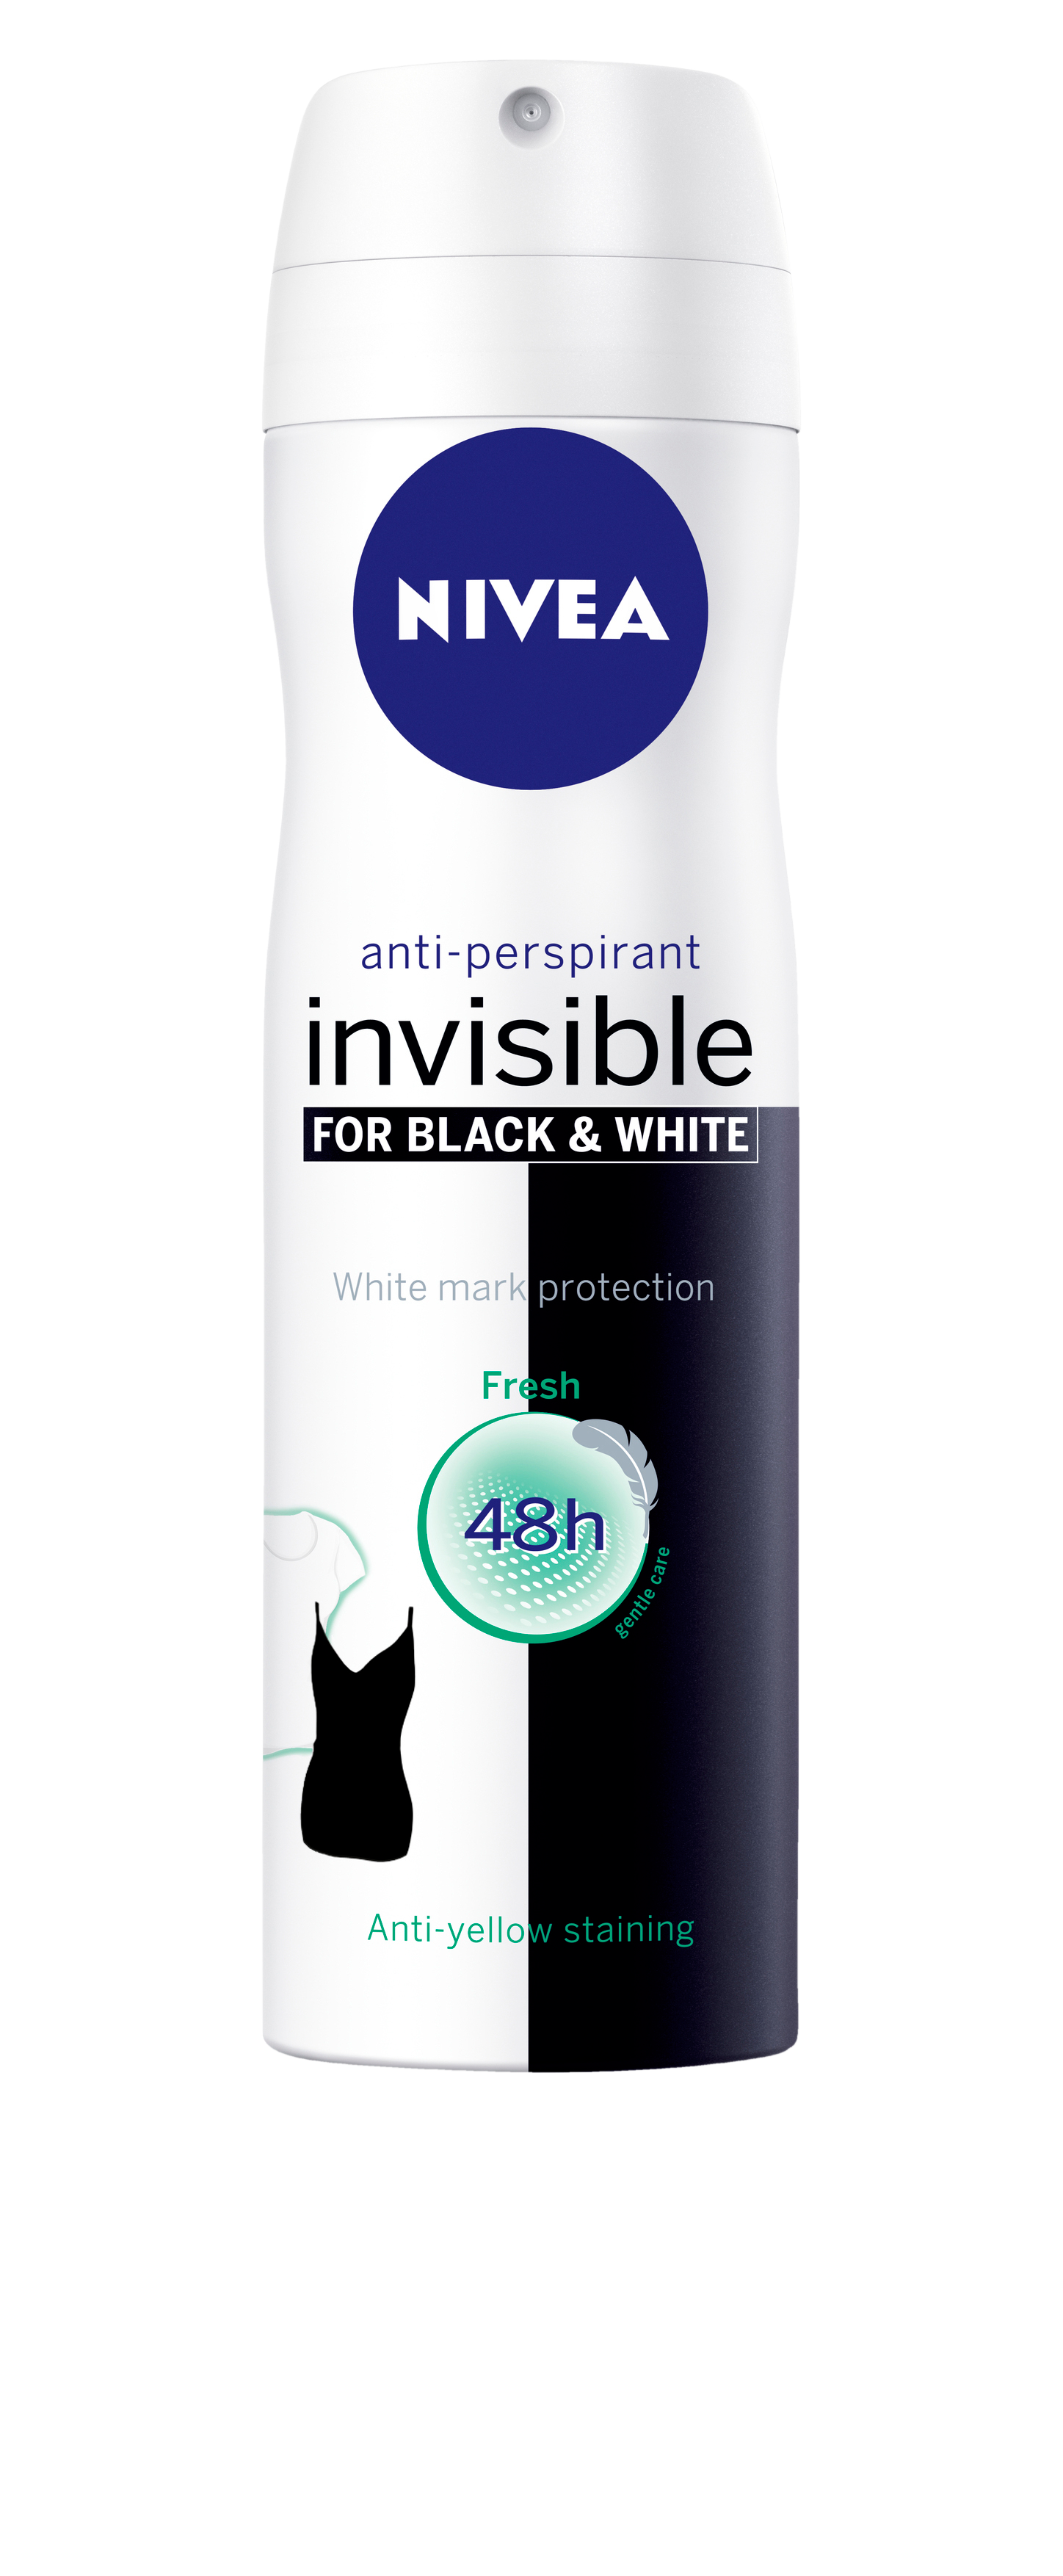 NIVEA
anti-perspirant
invisible
FOR BLACK & WHITE
White mark protection
Fresh
48h
gentle care
Anti-yellow staining